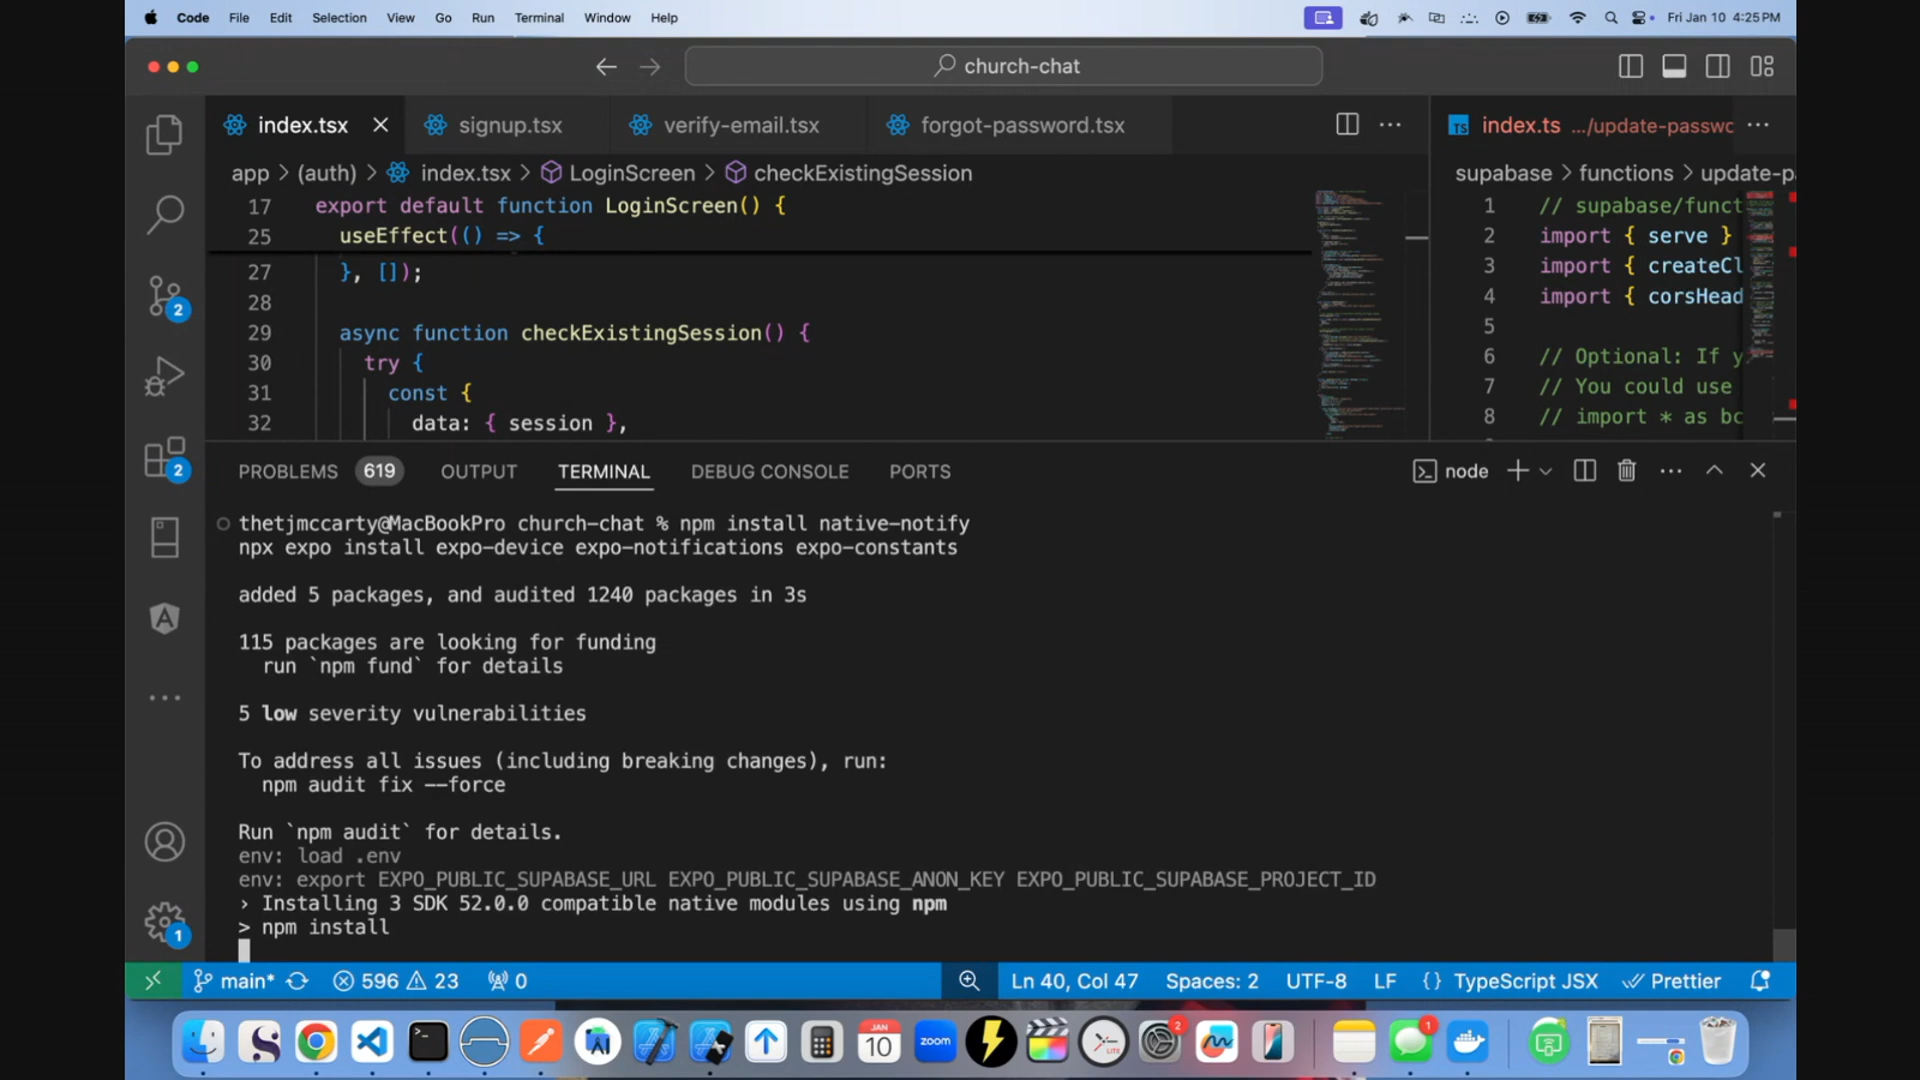 Code File Edit Selection View Go Run Terminal Window Help Fri Jan 10 4:25 PM
church-chat
index.tsx signup.tsx verify-email.tsx forgot-password.tsx
app > (auth) > index.tsx > LoginScreen > checkExistingSession
17 export default function LoginScreen() {
25 useEffect(() => {
27 }, []);
28
29 async function checkExistingSession() {
30 try {
31 const {
32 data: { session },
TS index.ts .../update-passwc
supabase > functions > update-p
1 // supabase/funct
2 import { serve }
3 import { createCl
4 import { corsHead
5
6 // Optional: If y
7 // You could use
8 // import * as bc
2
2
1
PROBLEMS 619 OUTPUT TERMINAL DEBUG CONSOLE PORTS node
thetjmccarty@MacBookPro church-chat % npm install native-notify
npx expo install expo-device expo-notifications expo-constants
added 5 packages, and audited 1240 packages in 3s
115 packages are looking for funding
run `npm fund` for details
5 low severity vulnerabilities
To address all issues (including breaking changes), run:
npm audit fix --force
Run `npm audit` for details.
env: load .env
env: export EXPO_PUBLIC_SUPABASE_URL EXPO_PUBLIC_SUPABASE_ANON_KEY EXPO_PUBLIC_SUPABASE_PROJECT_ID
› Installing 3 SDK 52.0.0 compatible native modules using npm
> npm install
main* 596 23 0 Ln 40, Col 47 Spaces: 2 UTF-8 LF {} TypeScript JSX Prettier
JAN
10
zoom
2
1